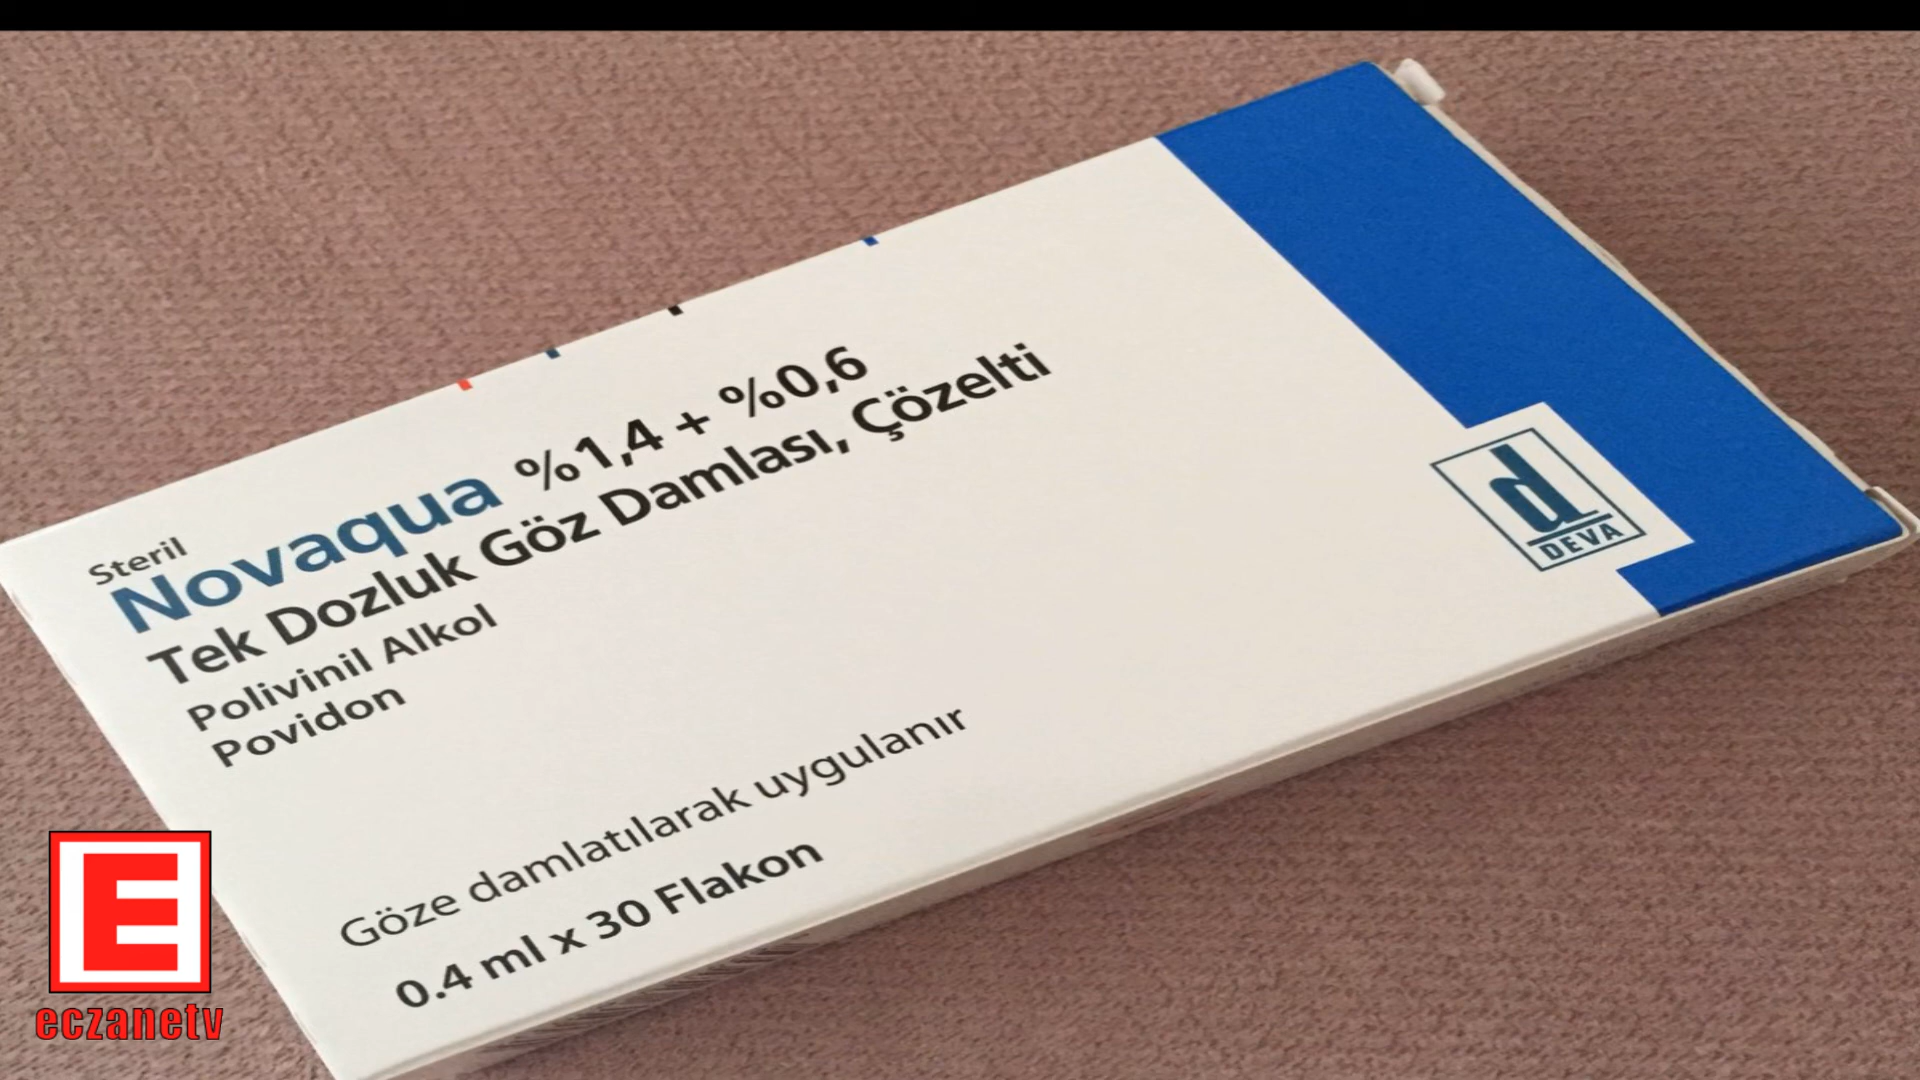 Steril
Novaqua %1,4 + %0,6
Tek Dozluk Göz Damlası, Çözelti
Polivinil Alkol
Povidon
Göze damlatılarak uygulanır
0.4 ml x 30 Flakon
d
DEVA
E
eczanetv